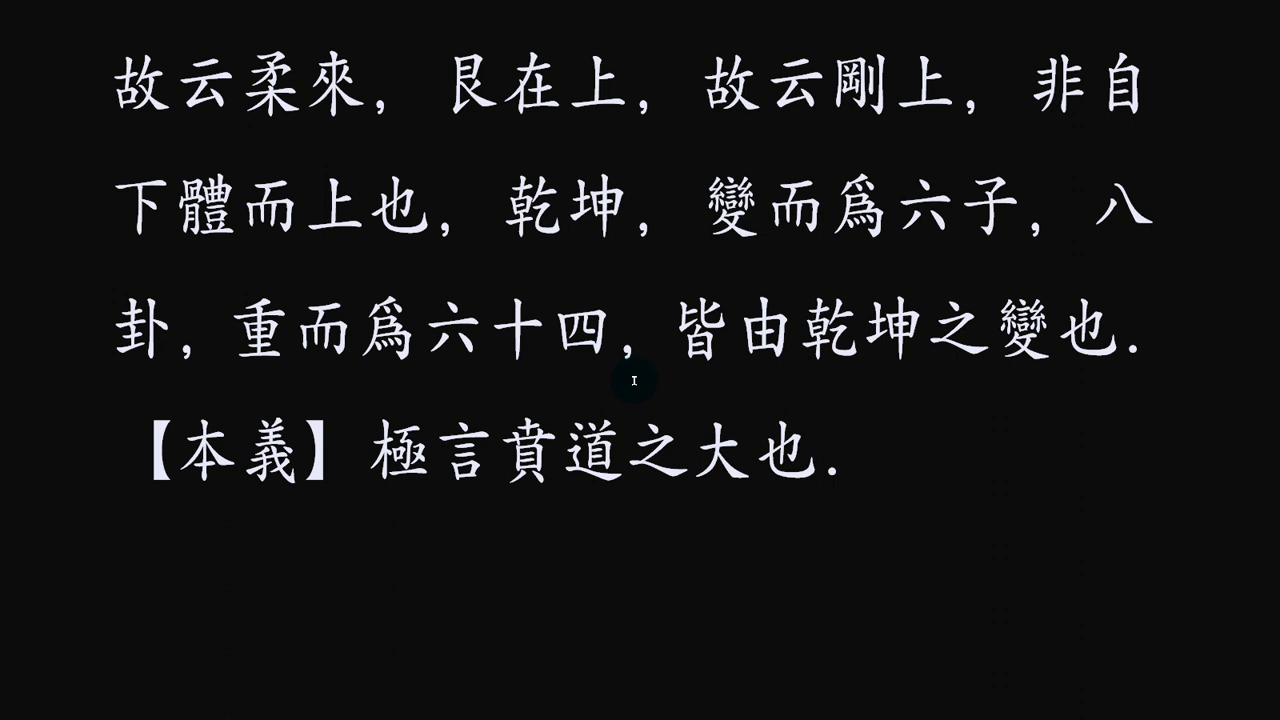 故云柔來, 艮在上, 故云剛上, 非自
下體而上也, 乾坤, 變而爲六子, 八
卦, 重而爲六十四, 皆由乾坤之變也.
【本義】 極言賁道之大也.